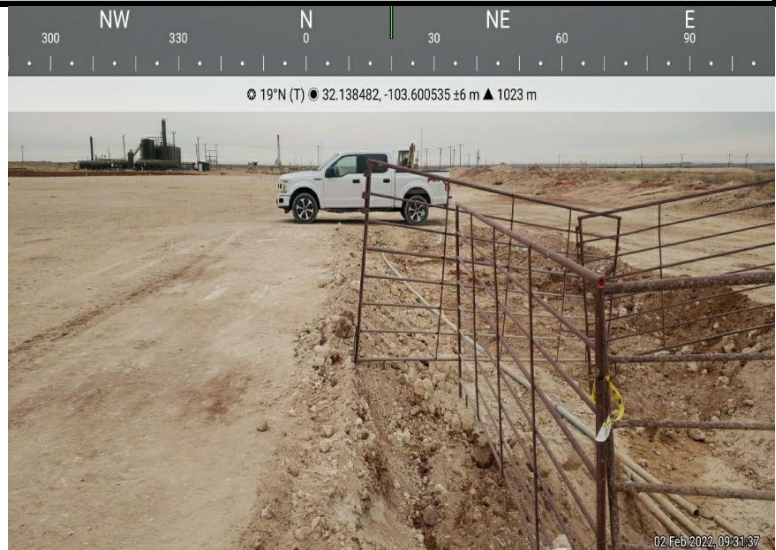 NW N NE E
300 330 0 30 60 90
19°N (T) 32.138482, -103.600535 ±6 m ▲ 1023 m
02 Feb 2022, 09:31:37